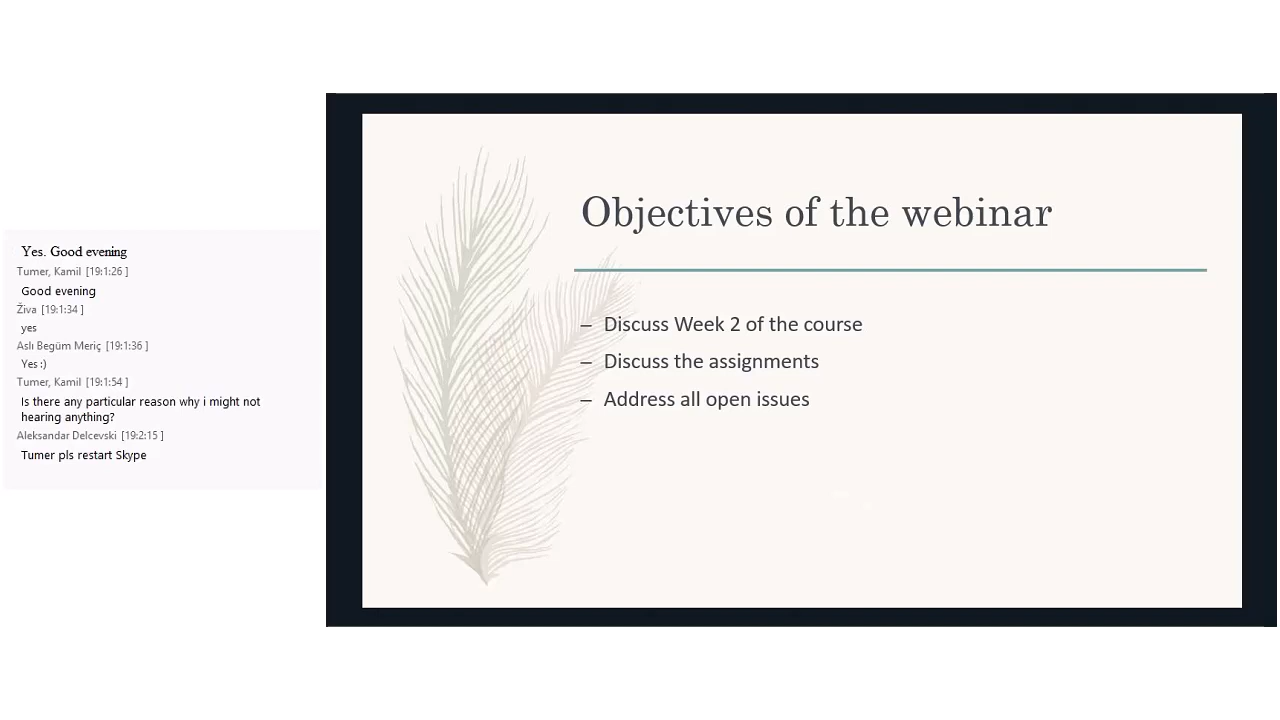 Yes. Good evening
Tumer, Kamil [19:1:26 ]
Good evening
Živa [19:1:34 ]
yes
Aslı Begüm Meriç [19:1:36 ]
Yes :)
Tumer, Kamil [19:1:54 ]
Is there any particular reason why i might not
hearing anything?
Aleksandar Delcevski [19:2:15 ]
Tumer pls restart Skype
Objectives of the webinar
– Discuss Week 2 of the course
– Discuss the assignments
– Address all open issues